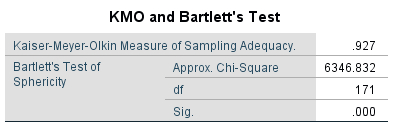 KMO and Bartlett's Test
Kaiser-Meyer-Olkin Measure of Sampling Adequacy. .927
Bartlett's Test of Sphericity Approx. Chi-Square 6346.832
df 171
Sig. .000